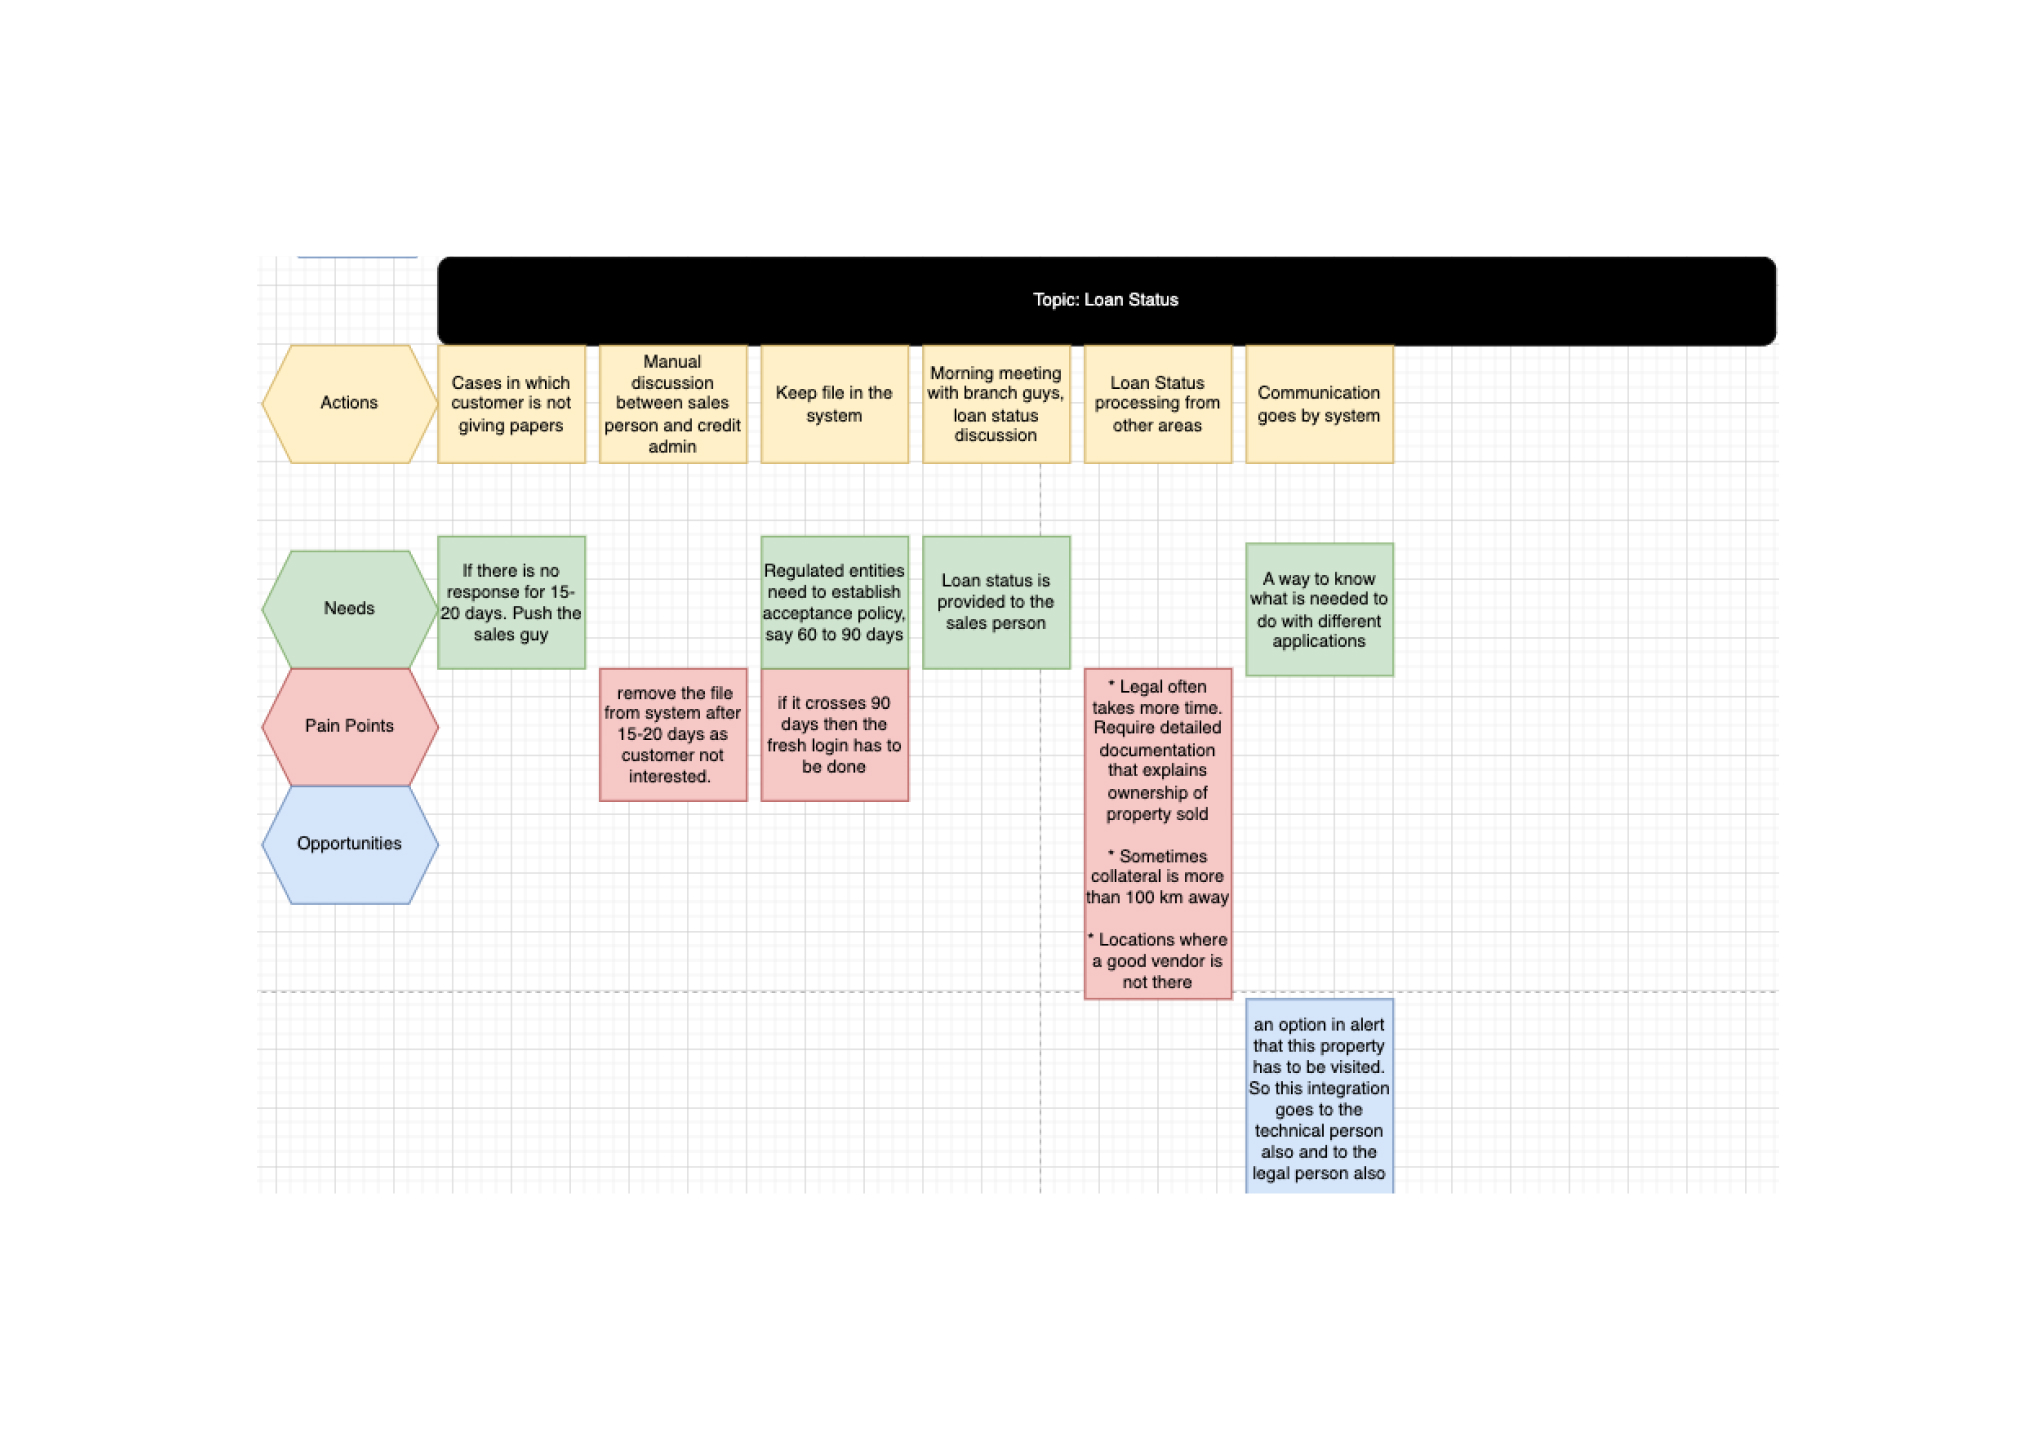 Topic: Loan Status
Actions
Cases in which
customer is not
giving papers
Manual
discussion
between sales
person and credit
admin
Keep file in the
system
Morning meeting
with branch guys,
loan status
discussion
Loan Status
processing from
other areas
Communication
goes by system
Needs
If there is no
response for 15-
20 days. Push the
sales guy
Regulated entities
need to establish
acceptance policy,
say 60 to 90 days
Loan status is
provided to the
sales person
A way to know
what is needed to
do with different
applications
Pain Points
remove the file
from system after
15-20 days as
customer not
interested.
if it crosses 90
days then the
fresh login has to
be done
* Legal often
takes more time.
Require detailed
documentation
that explains
ownership of
property sold
* Sometimes
collateral is more
than 100 km away
* Locations where
a good vendor is
not there
Opportunities
an option in alert
that this property
has to be visited.
So this integration
goes to the
technical person
also and to the
legal person also